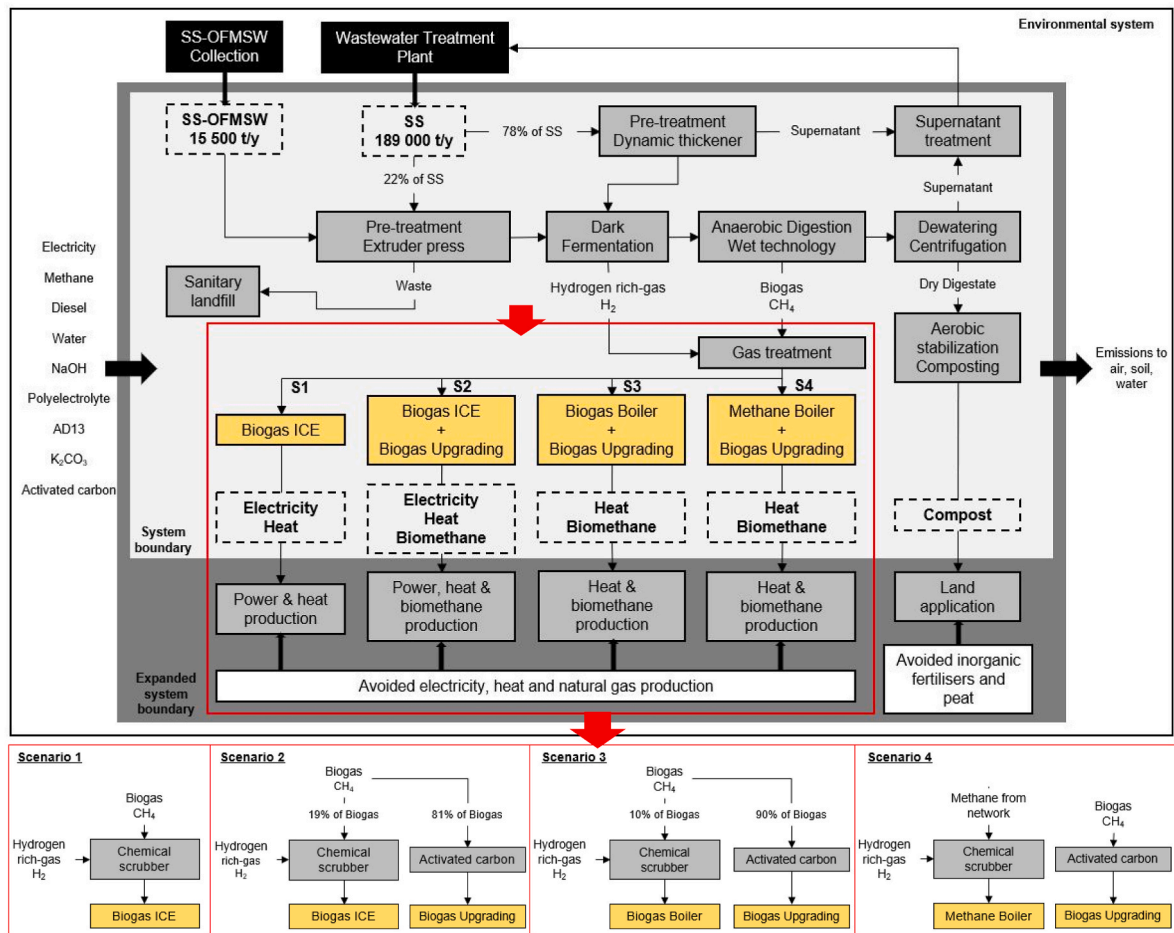 Environmental system
SS-OFMSW
Collection
Wastewater Treatment
Plant
SS-OFMSW
15 500 t/y
SS
189 000 t/y
78% of SS
Pre-treatment
Dynamic thickener
Supernatant
Supernatant
treatment
22% of SS
Supernatant
Pre-treatment
Extruder press
Dark
Fermentation
Anaerobic Digestion
Wet technology
Dewatering
Centrifugation
Electricity
Methane
Diesel
Water
NaOH
Polyelectrolyte
AD13
K₂CO₃
Activated carbon
Sanitary
landfill
Waste
Hydrogen rich-gas
H₂
Biogas
CH₄
Dry Digestate
Gas treatment
Aerobic
stabilization
Composting
Emissions to
air, soil,
water
S1
S2
S3
S4
Biogas ICE
Biogas ICE
+
Biogas Upgrading
Biogas Boiler
+
Biogas Upgrading
Methane Boiler
+
Biogas Upgrading
Electricity
Heat
Electricity
Heat
Biomethane
Heat
Biomethane
Heat
Biomethane
Compost
System
boundary
Power & heat
production
Power, heat &
biomethane
production
Heat &
biomethane
production
Heat &
biomethane
production
Land
application
Expanded
system
boundary
Avoided electricity, heat and natural gas production
Avoided inorganic
fertilisers and
peat
Scenario 1
Biogas
CH₄
Hydrogen
rich-gas
H₂
Chemical
scrubber
Biogas ICE
Scenario 2
Biogas
CH₄
19% of Biogas
81% of Biogas
Hydrogen
rich-gas
H₂
Chemical
scrubber
Activated carbon
Biogas ICE
Biogas Upgrading
Scenario 3
Biogas
CH₄
10% of Biogas
90% of Biogas
Hydrogen
rich-gas
H₂
Chemical
scrubber
Activated carbon
Biogas Boiler
Biogas Upgrading
Scenario 4
Methane from
network
Biogas
CH₄
Hydrogen
rich-gas
H₂
Chemical
scrubber
Activated carbon
Methane Boiler
Biogas Upgrading